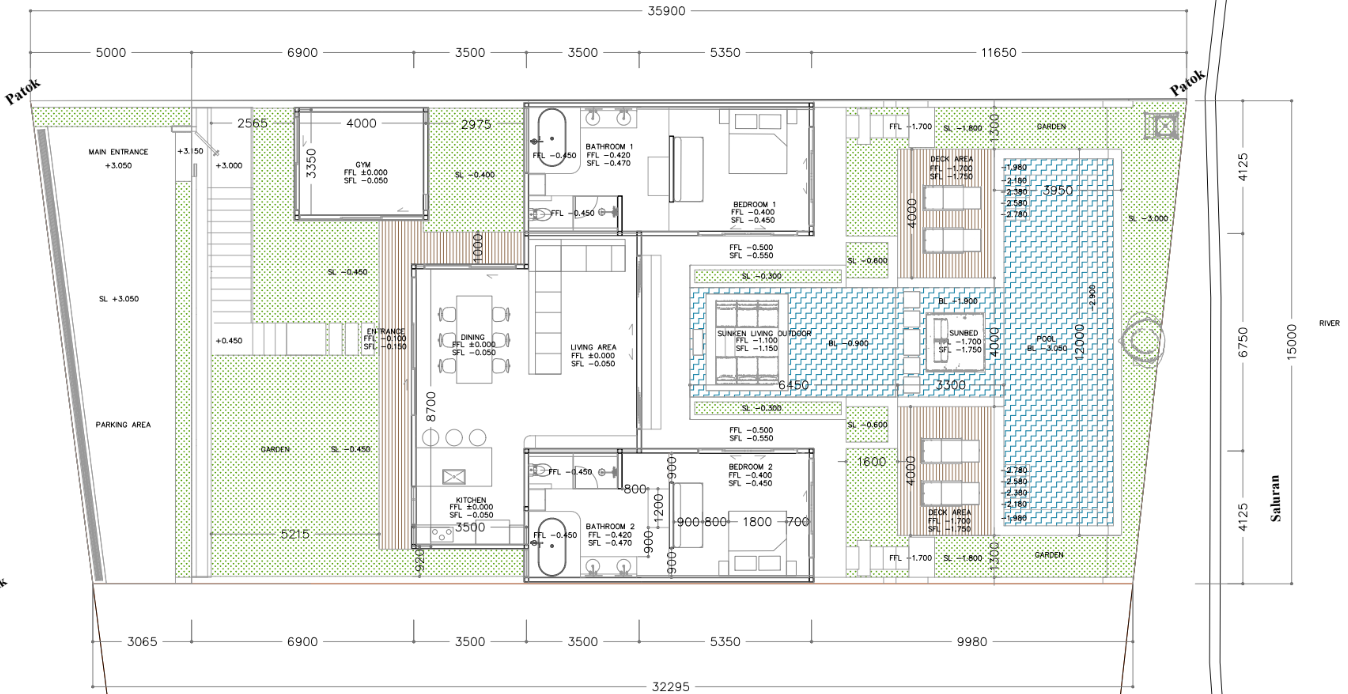 35900
5000
6900
3500
3500
5350
11650
Patok
Patok
2565
4000
2975
3350
GYM
FFL ±0.000
SFL -0.050
MAIN ENTRANCE
+3.050
+3.150
+3.000
SL -0.400
FFL -0.450
BATHROOM 1
FFL -0.420
SFL -0.470
FFL -0.450
BEDROOM 1
FFL -0.400
SFL -0.450
FFL -1.700
SL -1.800
1300
GARDEN
DECK AREA
FFL -1.700
SFL -1.750
4000
-1.980
-2.180
-2.380
-2.580
-2.780
3950
SL -3.000
4125
1000
FFL -0.500
SFL -0.550
SL -0.600
SL -0.300
SL -0.450
SL +3.050
+0.450
ENTRANCE
FFL -0.100
SFL -0.150
DINING
FFL ±0.000
SFL -0.050
LIVING AREA
FFL ±0.000
SFL -0.050
SUNKEN LIVING OUTDOOR
FFL -1.100
SFL -1.150
BL -0.900
BL -1.900
SUNBED
FFL -1.700
SFL -1.750
4000
POOL
BL -3.050
12000
-2.900
6750
15000
RIVER
6450
3300
8700
SL -0.300
SL -0.600
FFL -0.500
SFL -0.550
PARKING AREA
GARDEN
SL -0.450
FFL -0.450
800
900
BEDROOM 2
FFL -0.400
SFL -0.450
1600
4000
-2.780
-2.580
-2.380
-2.180
-1.980
KITCHEN
FFL ±0.000
SFL -0.050
3500
1200
900
800
1800
700
5215
FFL -0.450
BATHROOM 2
FFL -0.420
SFL -0.470
900
900
DECK AREA
FFL -1.700
SFL -1.750
4125
Saluran
920
FFL -1.700
SL -1.800
1300
GARDEN
3065
6900
3500
3500
5350
9980
32295